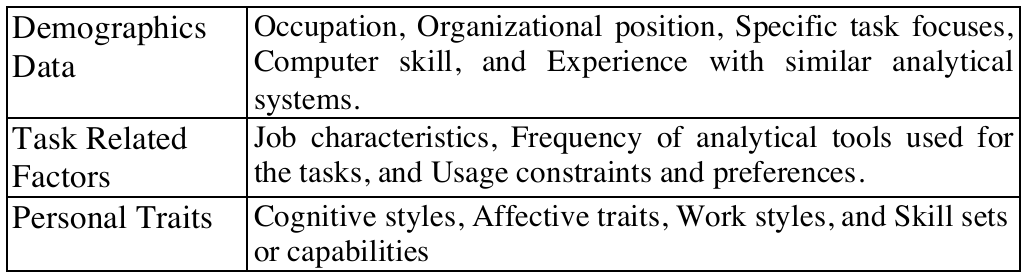 Demographics
Data
Occupation, Organizational position, Specific task focuses,
Computer skill, and Experience with similar analytical
systems.
Task Related
Factors
Job characteristics, Frequency of analytical tools used for
the tasks, and Usage constraints and preferences.
Personal Traits
Cognitive styles, Affective traits, Work styles, and Skill sets
or capabilities